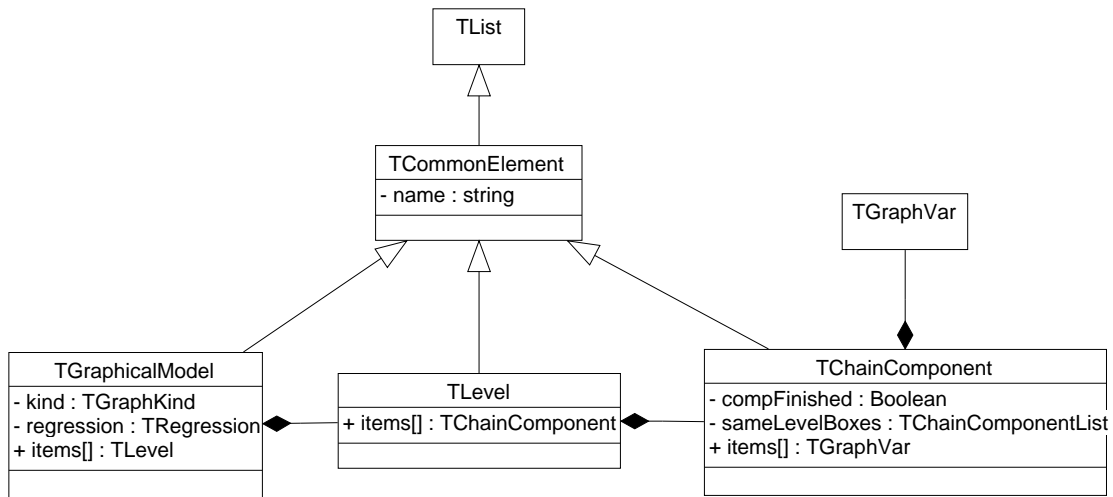 TList
TCommonElement
- name : string
TGraphVar
TGraphicalModel
- kind : TGraphKind
- regression : TRegression
+ items[] : TLevel
TLevel
+ items[] : TChainComponent
TChainComponent
- compFinished : Boolean
- sameLevelBoxes : TChainComponentList
+ items[] : TGraphVar